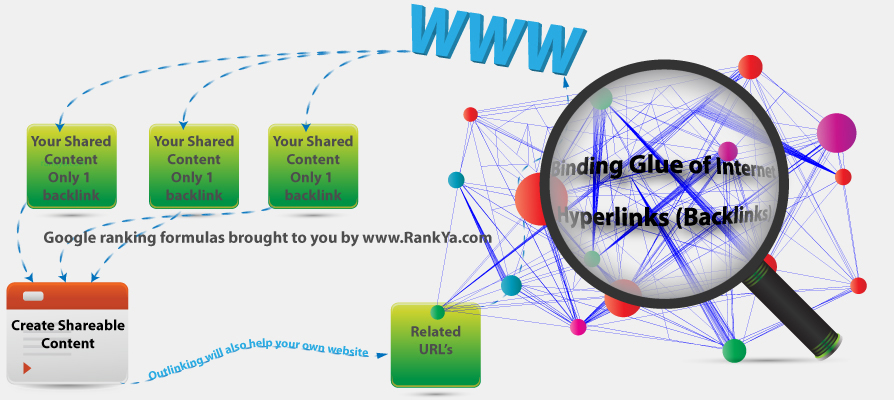 WWW
Your Shared
Content
Only 1
backlink
Your Shared
Content
Only 1
backlink
Your Shared
Content
Only 1
backlink
Binding Glue of Internet
Hyperlinks (Backlinks)
Google ranking formulas brought to you by www.RankYa.com
Create Shareable
Content
Outlinking will also help your own website
Related
URL's